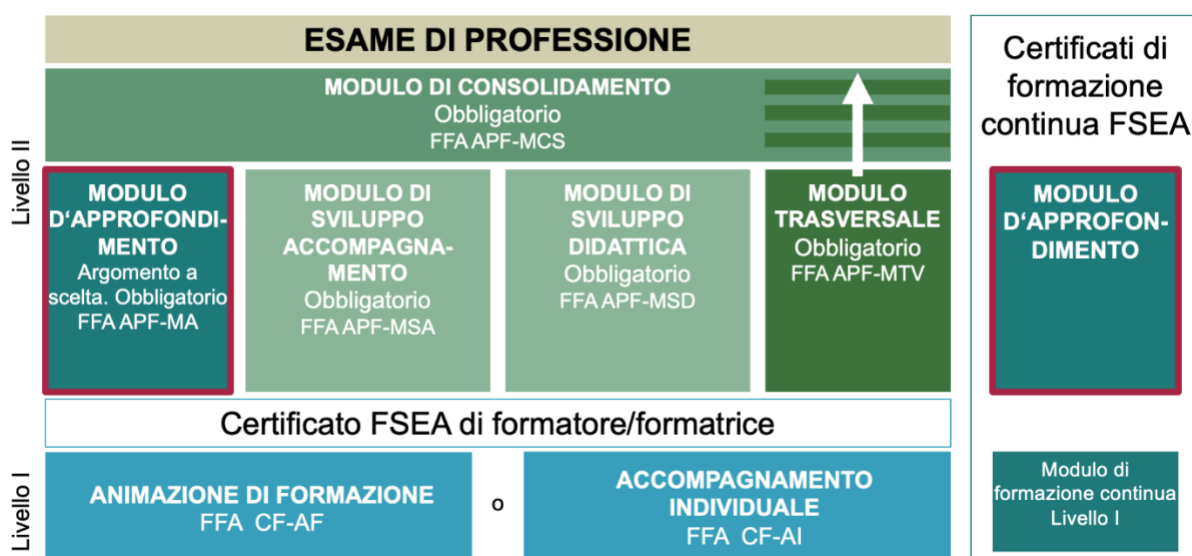 ESAME DI PROFESSIONE
MODULO DI CONSOLIDAMENTO
Obbligatorio
FFA APF-MCS
Livello II
MODULO
D‘APPROFONDI-
MENTO
Argomento a
scelta. Obbligatorio
FFA APF-MA
MODULO DI
SVILUPPO
ACCOMPAGNA-
MENTO
Obbligatorio
FFA APF-MSA
MODULO DI
SVILUPPO
DIDATTICA
Obbligatorio
FFA APF-MSD
MODULO
TRASVERSALE
Obbligatorio
FFA APF-MTV
Certificato FSEA di formatore/formatrice
Livello I
ANIMAZIONE DI FORMAZIONE
FFA CF-AF
o
ACCOMPAGNAMENTO
INDIVIDUALE
FFA CF-AI
Certificati di
formazione
continua FSEA
MODULO
D‘APPROFON-
DIMENTO
Modulo di
formazione continua
Livello I